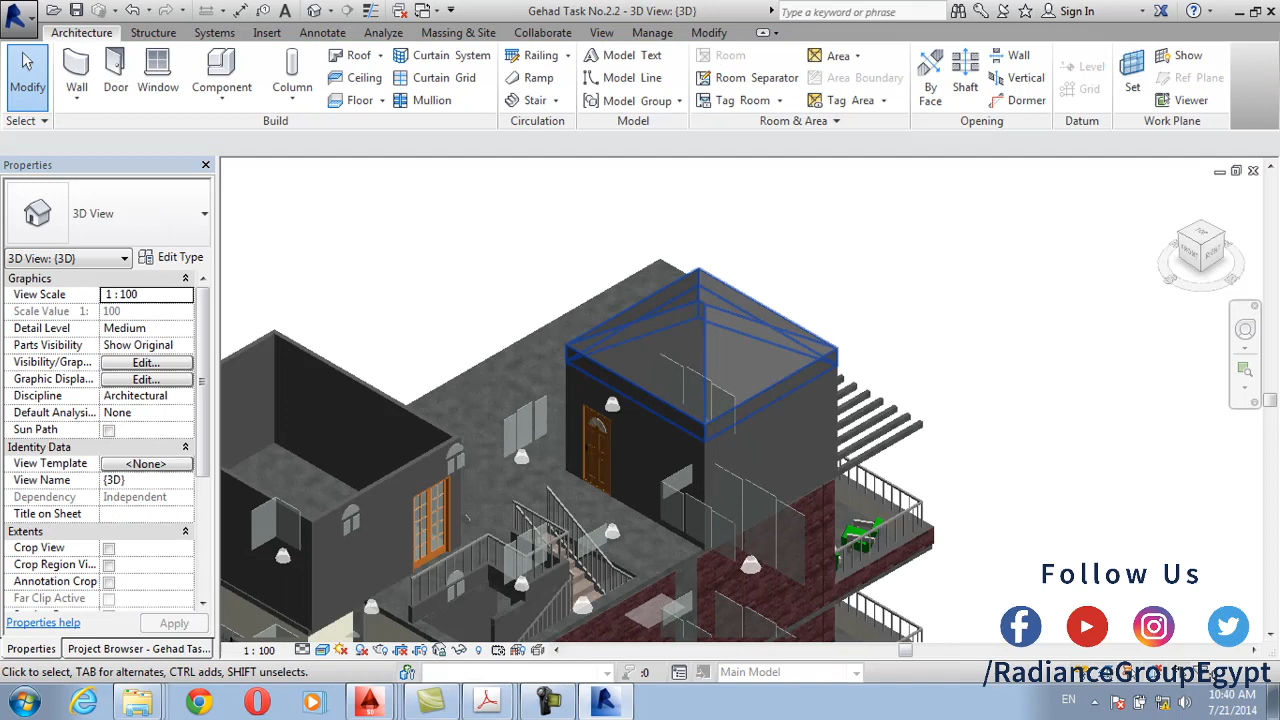 Gehad Task No.2.2 - 3D View: {3D}
Type a keyword or phrase
Sign In
Architecture
Structure
Systems
Insert
Annotate
Analyze
Massing & Site
Collaborate
View
Manage
Modify
Modify
Wall
Door
Window
Component
Column
Roof
Ceiling
Floor
Curtain System
Curtain Grid
Mullion
Railing
Ramp
Stair
Model Text
Model Line
Model Group
Room
Room Separator
Tag Room
Area
Area Boundary
Tag Area
By
Face
Shaft
Wall
Vertical
Dormer
Level
Grid
Set
Show
Ref Plane
Viewer
Select
Build
Circulation
Model
Room & Area
Opening
Datum
Work Plane
Properties
3D View
3D View: {3D}
Edit Type
Graphics
View Scale
1 : 100
Scale Value 1:
100
Detail Level
Medium
Parts Visibility
Show Original
Visibility/Grap...
Edit...
Graphic Displa...
Edit...
Discipline
Architectural
Default Analysi...
None
Sun Path
Identity Data
View Template
<None>
View Name
{3D}
Dependency
Independent
Title on Sheet
Extents
Crop View
Crop Region Vi...
Annotation Crop
Far Clip Active
Properties help
Apply
Properties
Project Browser - Gehad Tas...
1 : 100
Click to select, TAB for alternates, CTRL adds, SHIFT unselects.
:0
Main Model
Follow Us
/RadianceGroupEgypt
EN
10:40 AM
7/21/2014